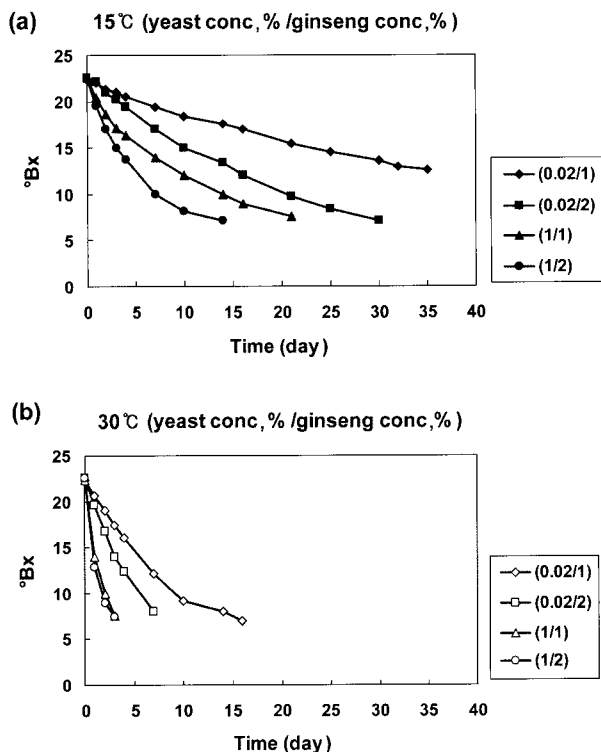 (a)
15℃ (yeast conc, % /ginseng conc,%)
25
20
15
10
5
0
°Bx
0 5 10 15 20 25 30 35 40
Time (day)
(0.02/1)
(0.02/2)
(1/1)
(1/2)
(b)
30℃ (yeast conc, % /ginseng conc,%)
25
20
15
10
5
0
°Bx
0 5 10 15 20 25 30 35 40
Time (day)
(0.02/1)
(0.02/2)
(1/1)
(1/2)